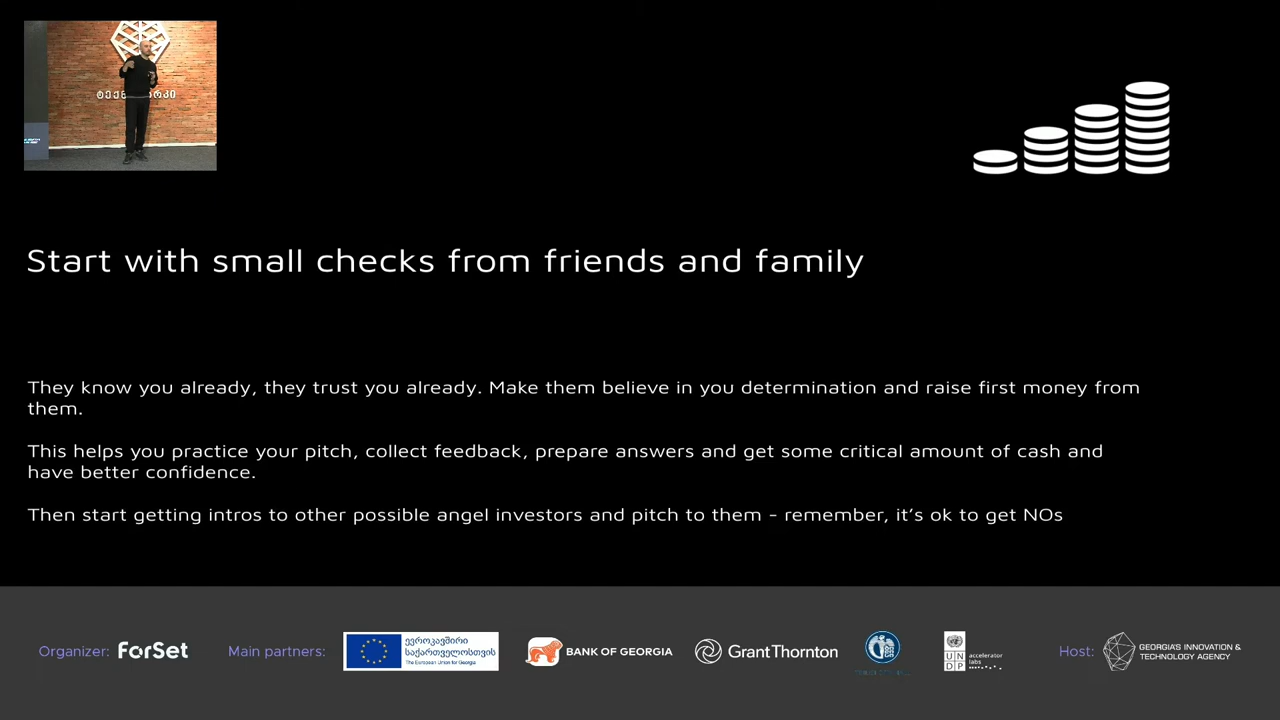 Start with small checks from friends and family
They know you already, they trust you already. Make them believe in you determination and raise first money from
them.
This helps you practice your pitch, collect feedback, prepare answers and get some critical amount of cash and
have better confidence.
Then start getting intros to other possible angel investors and pitch to them – remember, it’s ok to get NOs
Organizer: ForSet
Main partners:
ევროკავშირი
საქართველოსთვის
The European Union for Georgia
BANK OF GEORGIA
GrantThornton
UN
DP
accelerator
labs
Host:
GEORGIA'S INNOVATION &
TECHNOLOGY AGENCY